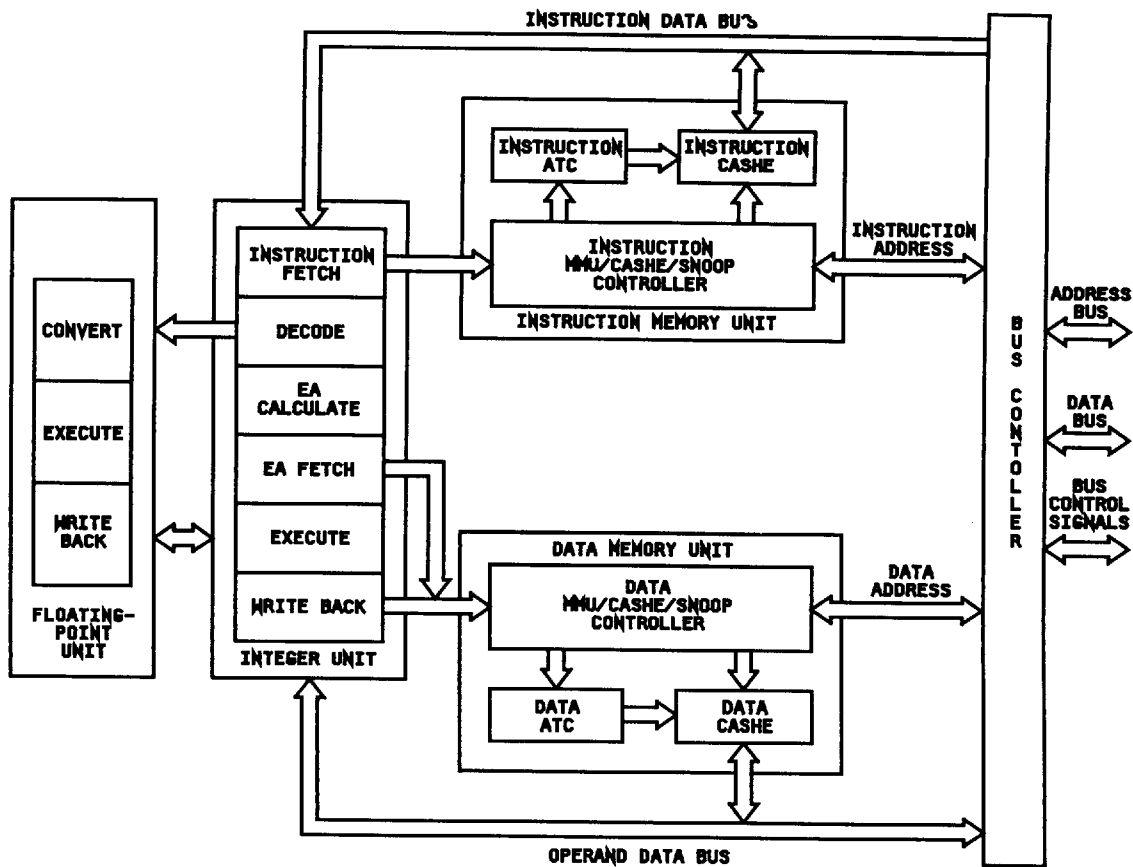 INSTRUCTION DATA BUS
INSTRUCTION
ATC
INSTRUCTION
CASHE
INSTRUCTION
MMU/CASHE/SNOOP
CONTROLLER
INSTRUCTION MEMORY UNIT
INSTRUCTION
ADDRESS
CONVERT
EXECUTE
WRITE
BACK
FLOATING-
POINT
UNIT
INSTRUCTION
FETCH
DECODE
EA
CALCULATE
EA FETCH
EXECUTE
WRITE BACK
INTEGER UNIT
DATA MEMORY UNIT
DATA
MMU/CASHE/SNOOP
CONTROLLER
DATA
ATC
DATA
CASHE
DATA
ADDRESS
OPERAND DATA BUS
BUS CONTOLLER
ADDRESS
BUS
DATA
BUS
BUS
CONTROL
SIGNALS